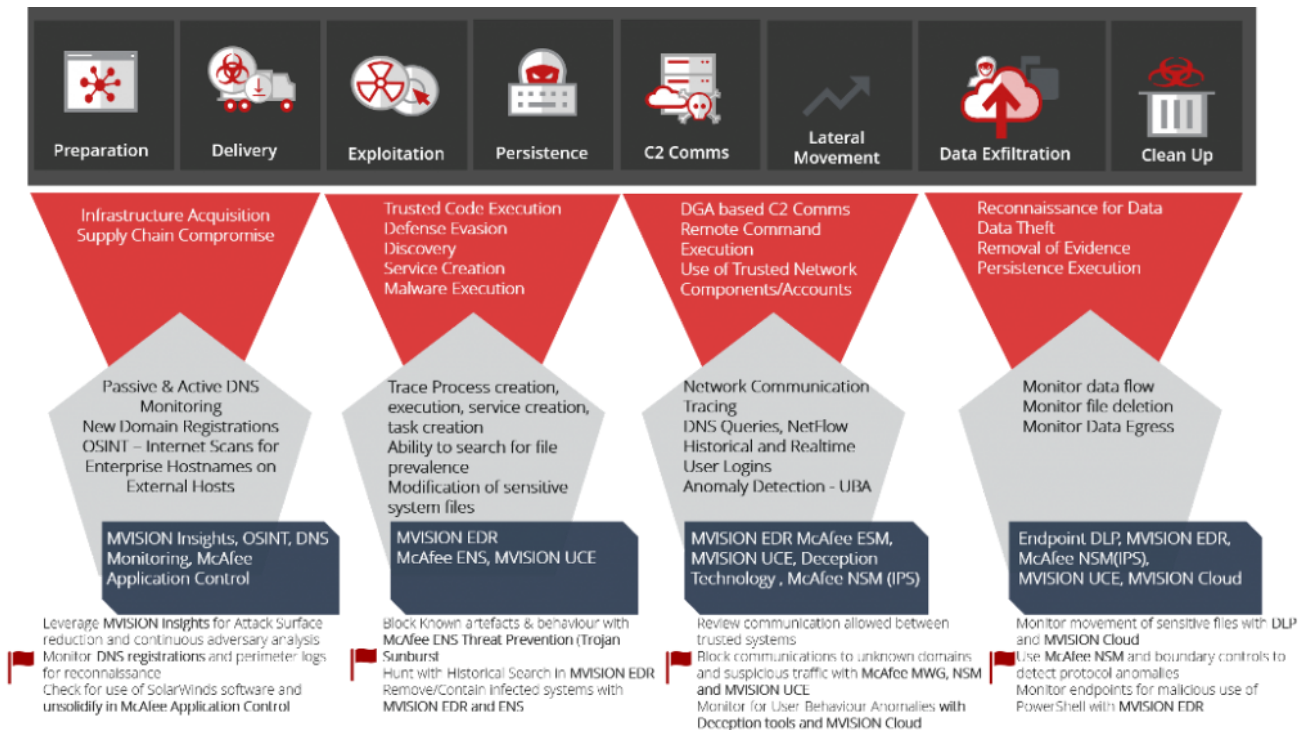 Preparation
Delivery
Exploitation
Persistence
C2 Comms
Lateral
Movement
Data Exfiltration
Clean Up
Infrastructure Acquisition
Supply Chain Compromise
Trusted Code Execution
Defense Evasion
Discovery
Service Creation
Malware Execution
DGA based C2 Comms
Remote Command
Execution
Use of Trusted Network
Components/Accounts
Reconnaissance for Data
Data Theft
Removal of Evidence
Persistence Execution
Passive & Active DNS
Monitoring
New Domain Registrations
OSINT – Internet Scans for
Enterprise Hostnames on
External Hosts
Trace Process creation,
execution, service creation,
task creation
Ability to search for file
prevalence
Modification of sensitive
system files
Network Communication
Tracing
DNS Queries, NetFlow
Historical and Realtime
User Logins
Anomaly Detection - UBA
Monitor data flow
Monitor file deletion
Monitor Data Egress
MVISION Insights, OSINT, DNS
Monitoring, McAfee
Application Control
MVISION EDR
McAfee ENS, MVISION UCE
MVISION EDR McAfee ESM,
MVISION UCE, Deception
Technology , McAfee NSM (IPS)
Endpoint DLP, MVISION EDR,
McAfee NSM(IPS),
MVISION UCE, MVISION Cloud
Leverage MVISION Insights for Attack Surface
reduction and continuous adversary analysis
Monitor DNS registrations and perimeter logs
for reconnaissance
Check for use of SolarWinds software and
unsolidify in McAfee Application Control
Block Known artefacts & behaviour with
McAfee ENS Threat Prevention (Trojan
Sunburst
Hunt with Historical Search in MVISION EDR
Remove/Contain infected systems with
MVISION EDR and ENS
Review communication allowed between
trusted systems
Block communications to unknown domains
and suspicious traffic with McAfee MWG, NSM
and MVISION UCE
Monitor for User Behaviour Anomalies with
Deception tools and MVISION Cloud
Monitor movement of sensitive files with DLP
and MVISION Cloud
Use McAfee NSM and boundary controls to
detect protocol anomalies
Monitor endpoints for malicious use of
PowerShell with MVISION EDR